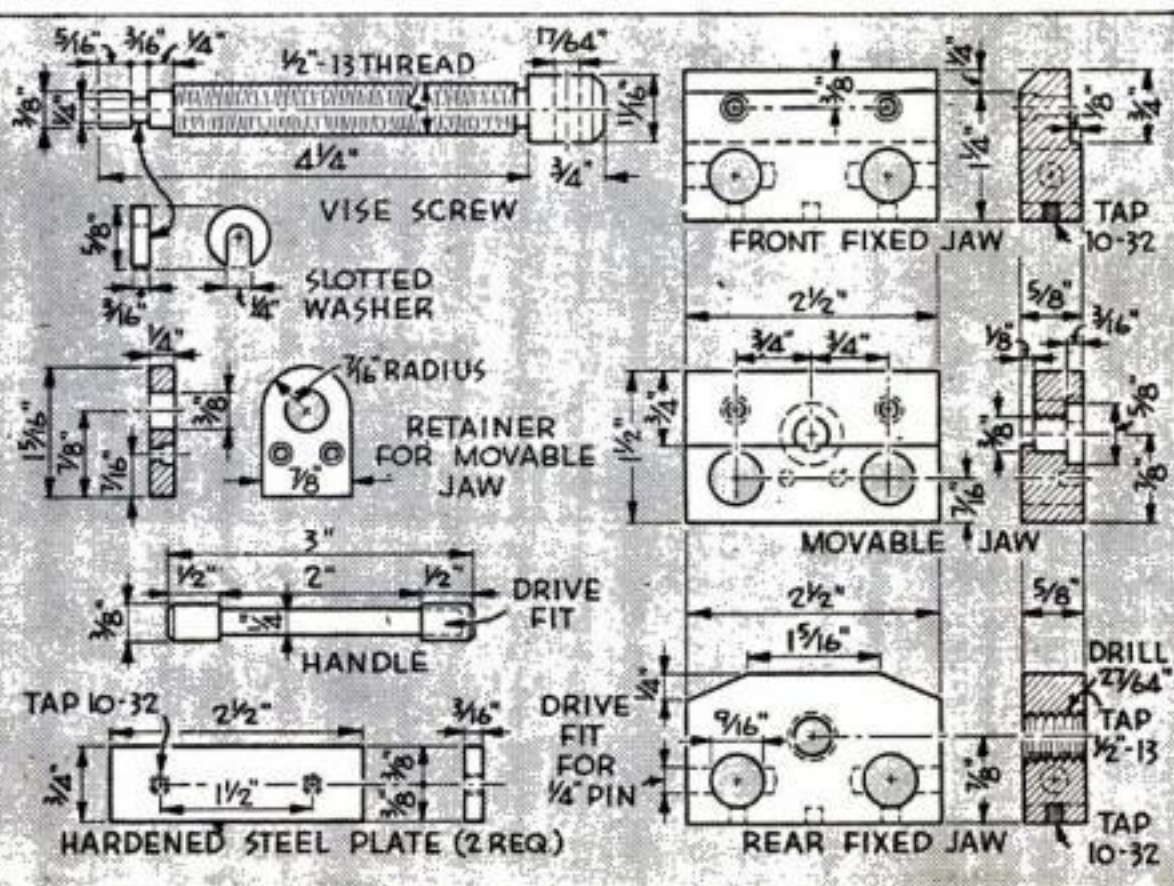 5/16" 3/16" 1/4"
1/2"-13 THREAD
17/64"
3/8"
1/4"
11/16"
4 1/4"
3/4"
VISE SCREW
5/8"
3/16"
1/4"
SLOTTED
WASHER
1/4"
7/16" RADIUS
1 5/16"
7/8"
7/16"
3/8"
7/8"
RETAINER
FOR MOVABLE
JAW
3"
1/2" 2" 1/2"
3/8"
1/4"
DRIVE
FIT
HANDLE
TAP 10-32
2 1/2"
3/16"
3/4"
1 1/2"
3/8"
3/8"
HARDENED STEEL PLATE (2 REQ.)
3/8"
1/4"
1 1/4"
1/8"
3/4"
FRONT FIXED JAW
TAP
10-32
2 1/2"
5/8"
3/4" 3/4"
1/8"
3/16"
1 1/2"
3/4"
3/8"
5/8"
7/16"
7/8"
MOVABLE JAW
2 1/2"
5/8"
1 5/16"
1/4"
DRIVE
FIT
FOR
1/4" PIN
9/16"
7/8"
DRILL
27/64"
TAP
1/2"-13
REAR FIXED JAW
TAP
10-32